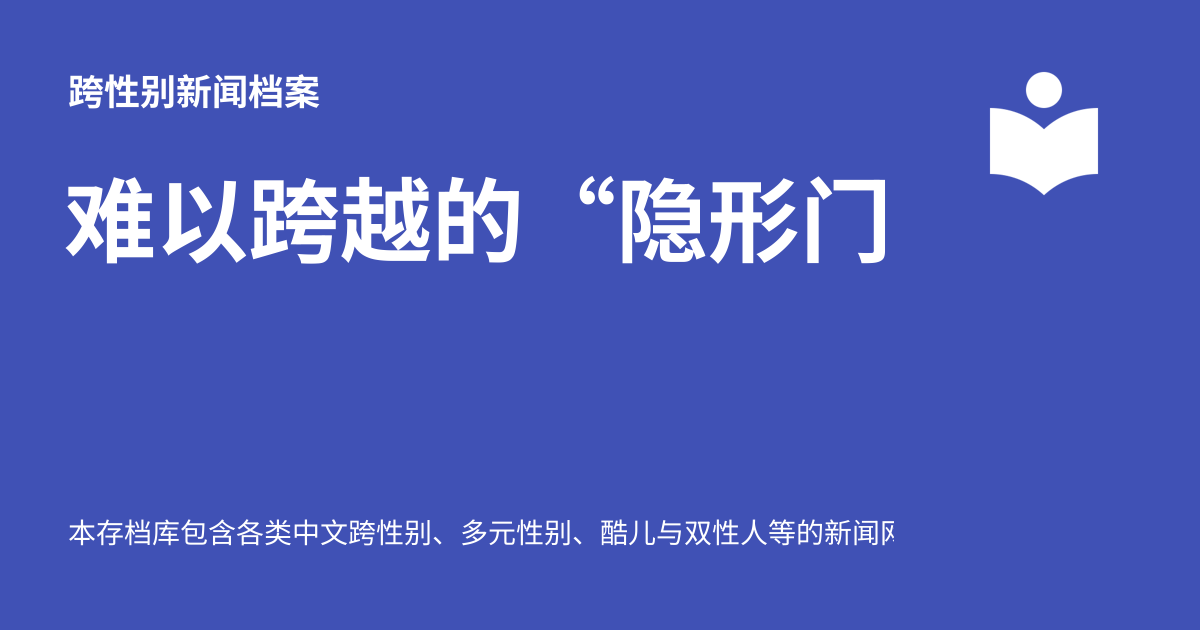 跨性别新闻档案
难以跨越的“隐形门
本存档库包含各类中文跨性别、多元性别、酷儿与双性人等的新闻